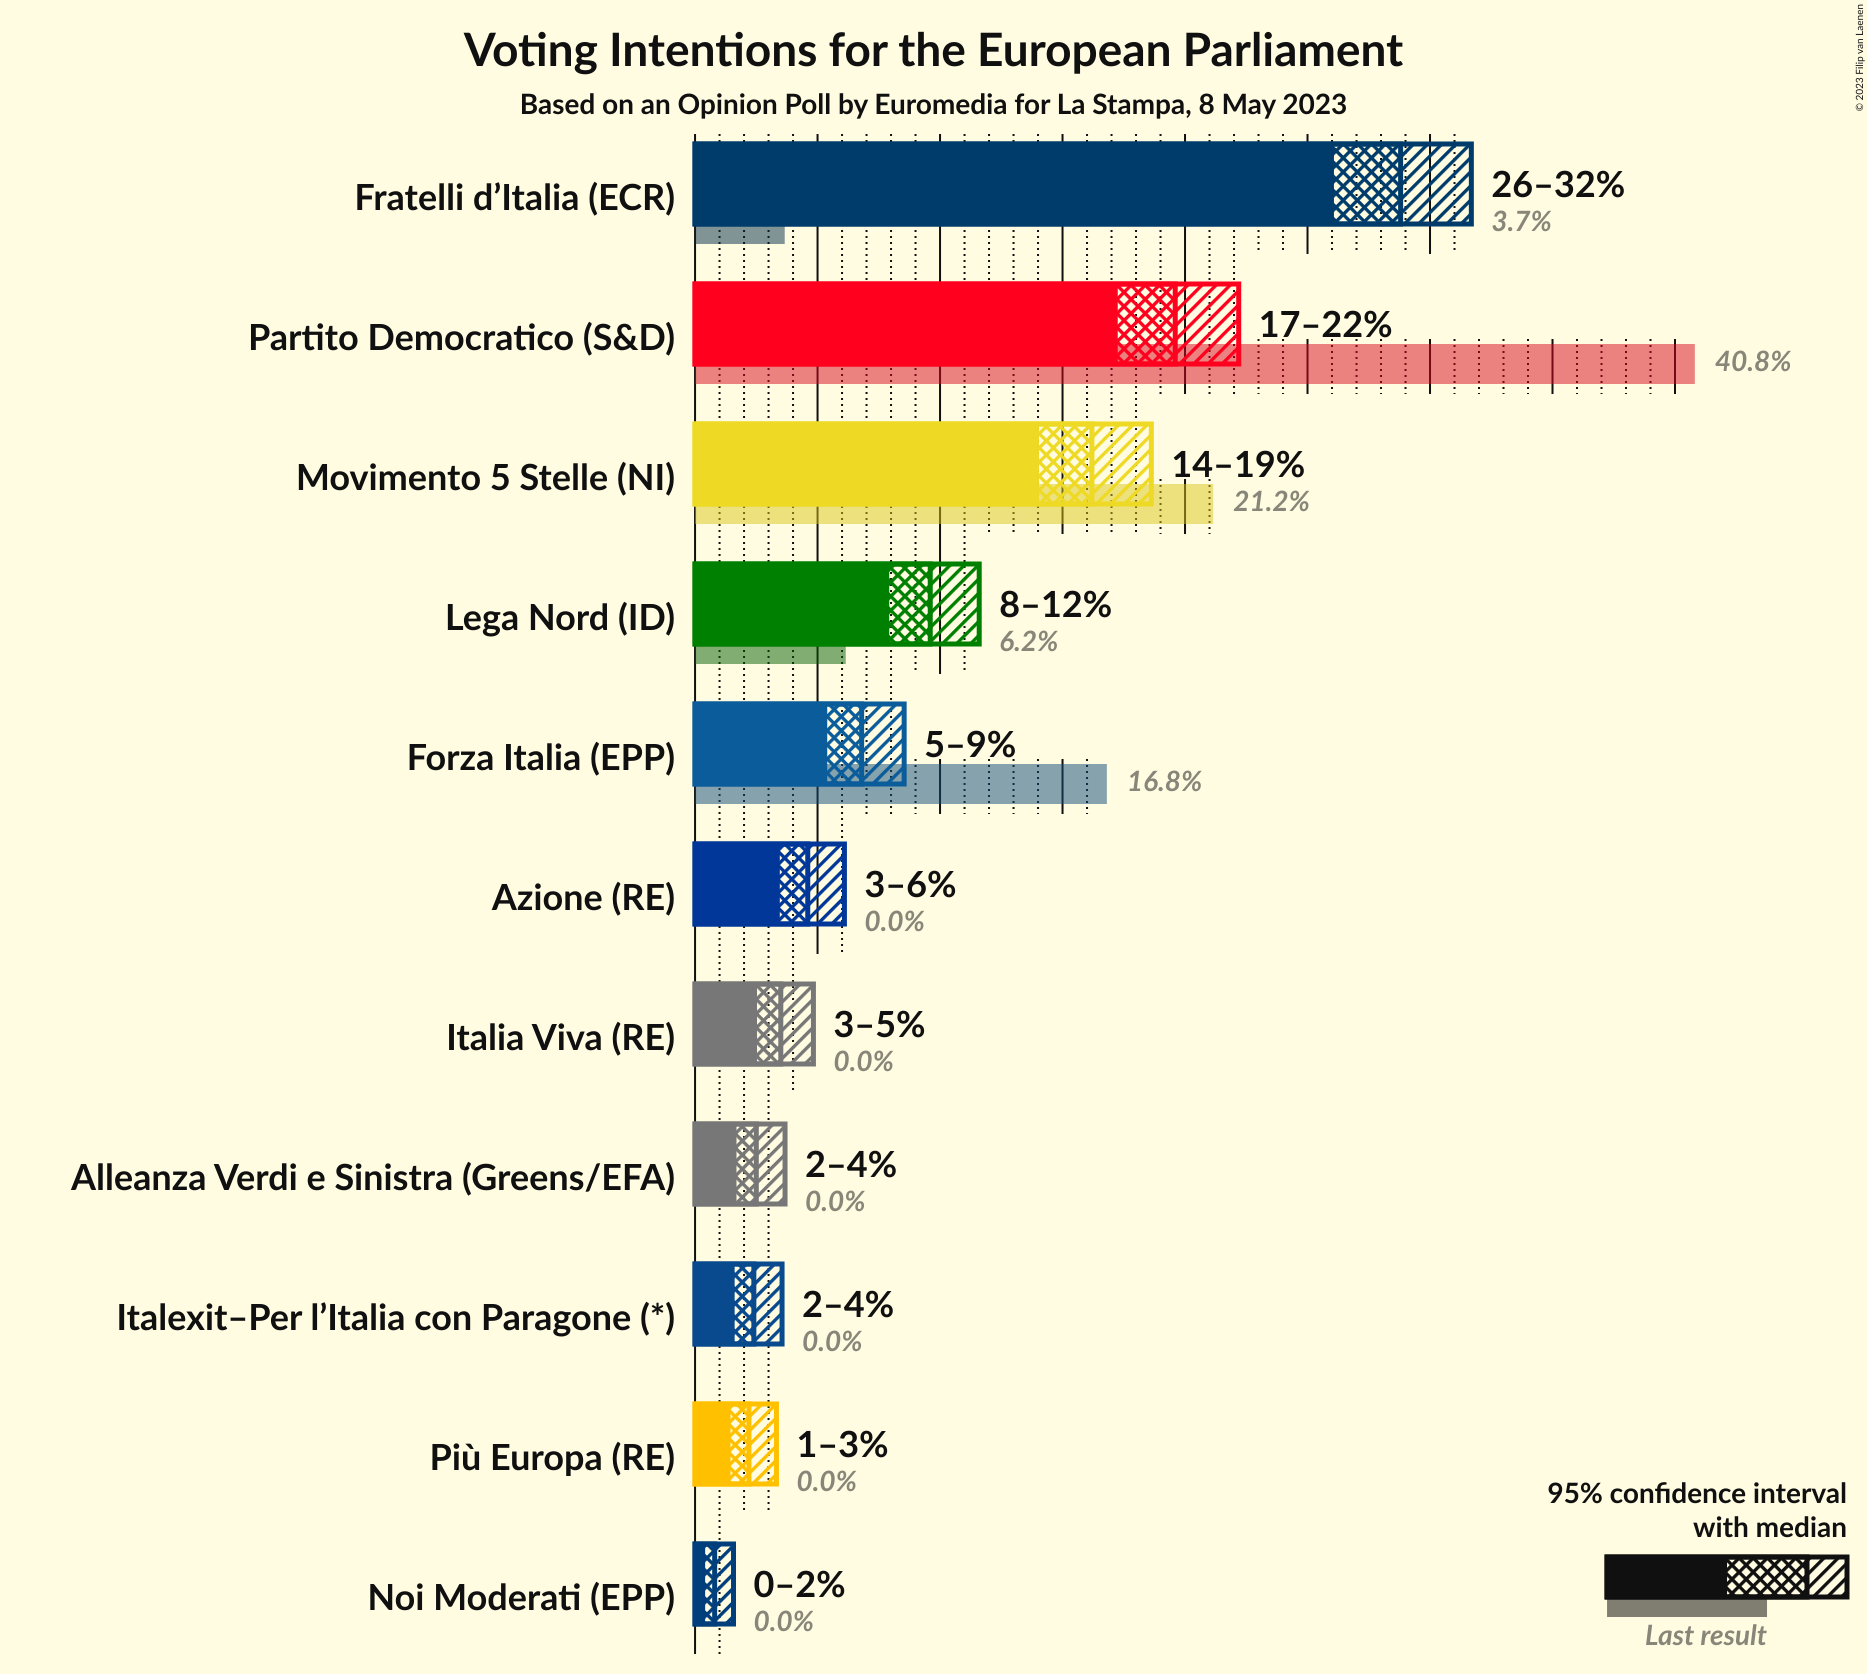 Voting Intentions for the European Parliament
Based on an Opinion Poll by Euromedia for La Stampa, 8 May 2023
© 2023 Filip van Laenen
Fratelli d’Italia (ECR)
26–32%
3.7%
Partito Democratico (S&D)
17–22%
40.8%
Movimento 5 Stelle (NI)
14–19%
21.2%
Lega Nord (ID)
8–12%
6.2%
Forza Italia (EPP)
5–9%
16.8%
Azione (RE)
3–6%
0.0%
Italia Viva (RE)
3–5%
0.0%
Alleanza Verdi e Sinistra (Greens/EFA)
2–4%
0.0%
Italexit–Per l’Italia con Paragone (*)
2–4%
0.0%
Più Europa (RE)
1–3%
0.0%
Noi Moderati (EPP)
0–2%
0.0%
95% confidence interval
with median
Last result